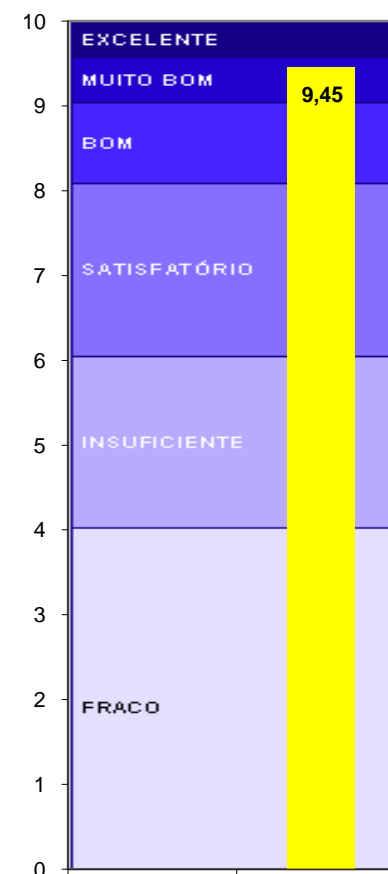 10
EXCELENTE
MUITO BOM
9,45
9
BOM
8
SATISFATÓRIO
7
6
INSUFICIENTE
5
4
3
FRACO
2
1
0